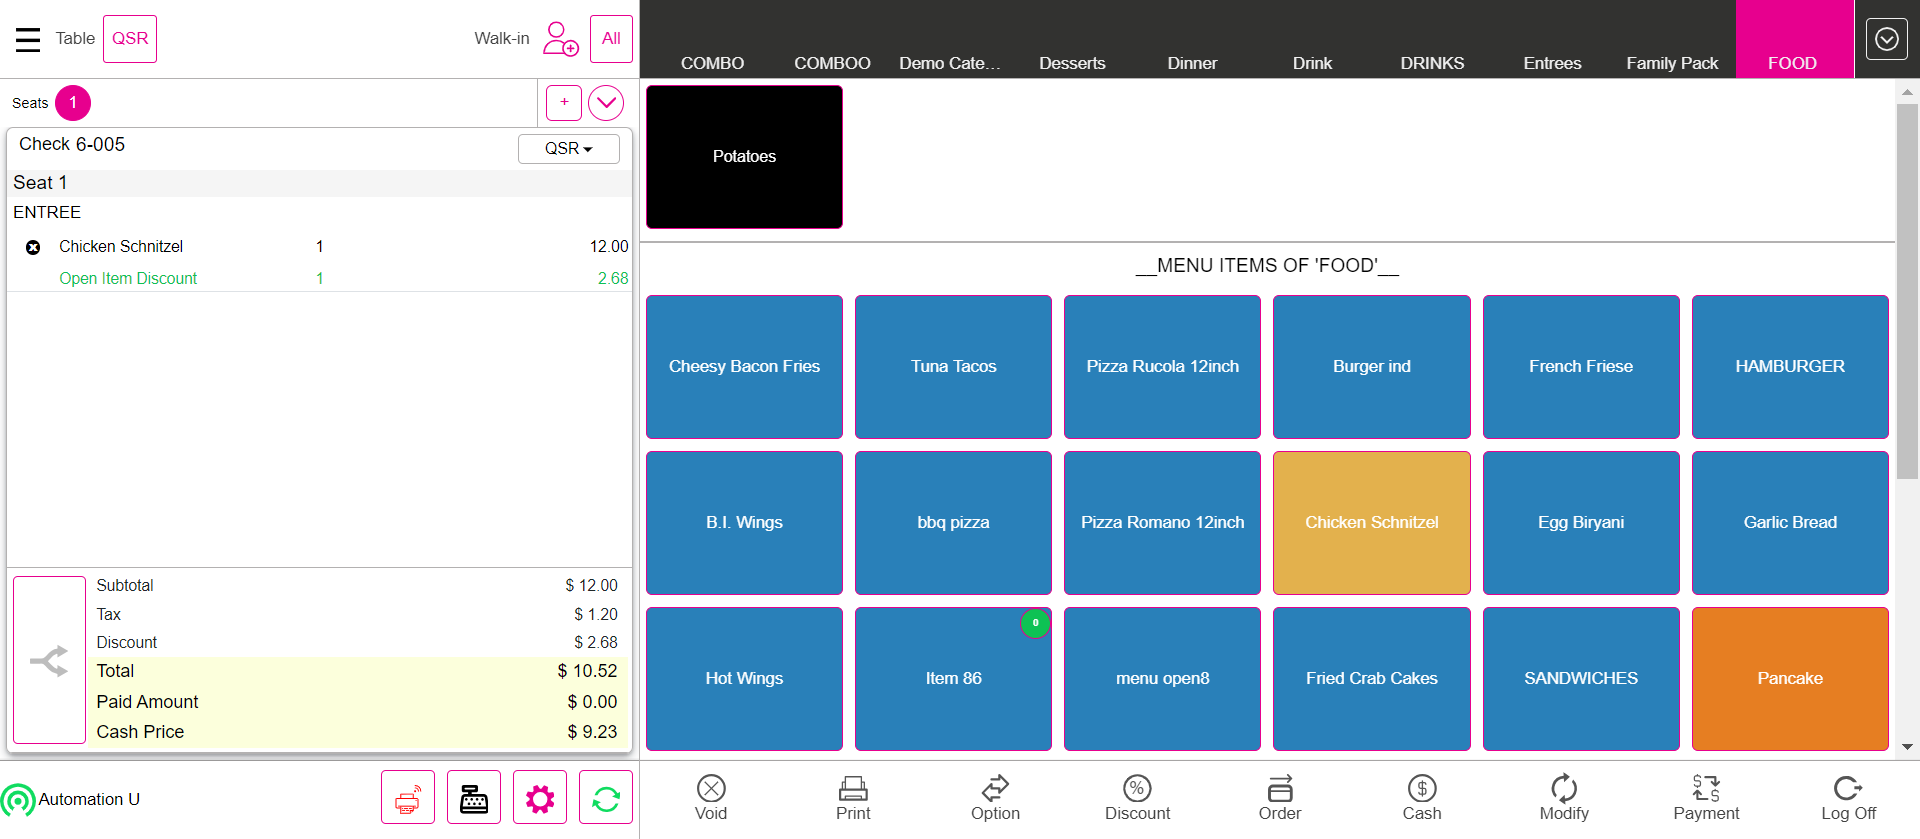 Table QSR Walk-in All
Seats 1 +
Check 6-005 QSR
Seat 1
ENTREE
Chicken Schnitzel 1 12.00
Open Item Discount 1 2.68
Subtotal $ 12.00
Tax $ 1.20
Discount $ 2.68
Total $ 10.52
Paid Amount $ 0.00
Cash Price $ 9.23
Automation U
COMBO COMBOO Demo Cate... Desserts Dinner Drink DRINKS Entrees Family Pack FOOD
Potatoes
__MENU ITEMS OF 'FOOD'__
Cheesy Bacon Fries Tuna Tacos Pizza Rucola 12inch Burger ind French Friese HAMBURGER
B.I. Wings bbq pizza Pizza Romano 12inch Chicken Schnitzel Egg Biryani Garlic Bread
0
Hot Wings Item 86 menu open8 Fried Crab Cakes SANDWICHES Pancake
Void Print Option Discount Order Cash Modify Payment Log Off